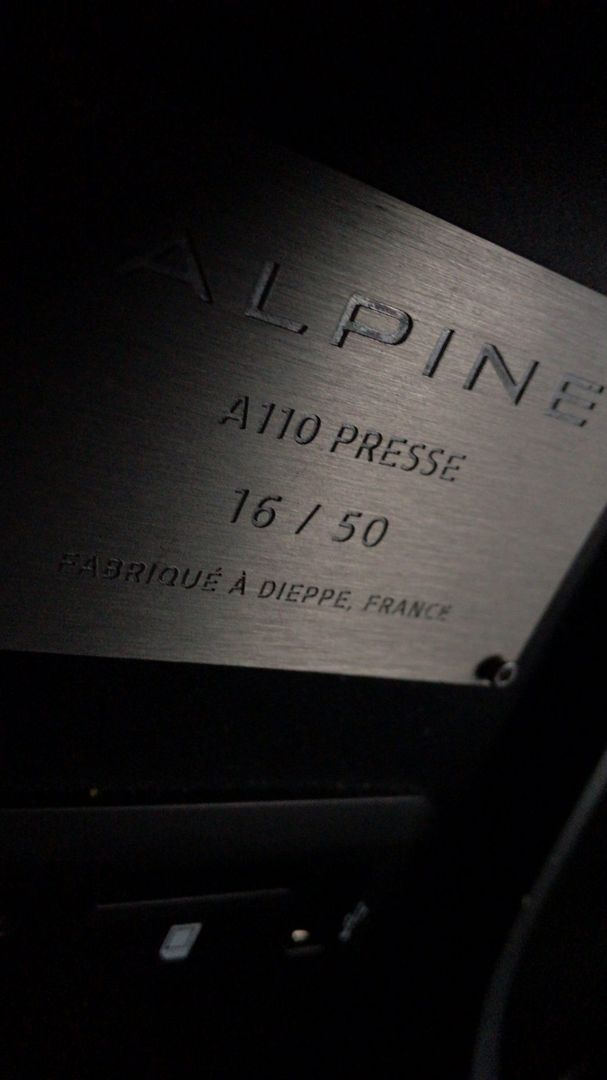 ALPINE
A110 PRESSE
16 / 50
FABRIQUÉ À DIEPPE, FRANCE